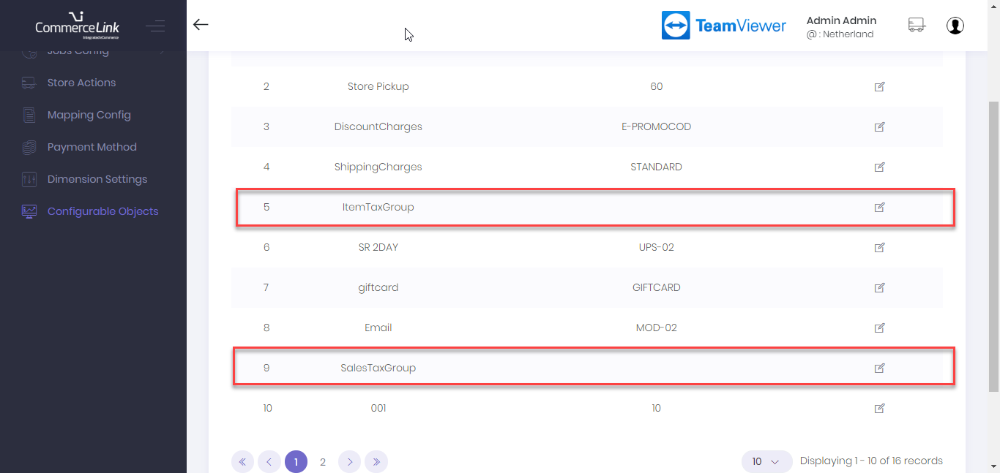 CommerceLink
Integrated eCommerce
TeamViewer
Admin Admin
@ : Netherland
Jobs Config
Store Actions
Mapping Config
Payment Method
Dimension Settings
Configurable Objects
2 Store Pickup 60
3 DiscountCharges E-PROMOCOD
4 ShippingCharges STANDARD
5 ItemTaxGroup
6 SR 2DAY UPS-02
7 giftcard GIFTCARD
8 Email MOD-02
9 SalesTaxGroup
10 001 10
« < 1 2 > » 10 Displaying 1 - 10 of 16 records